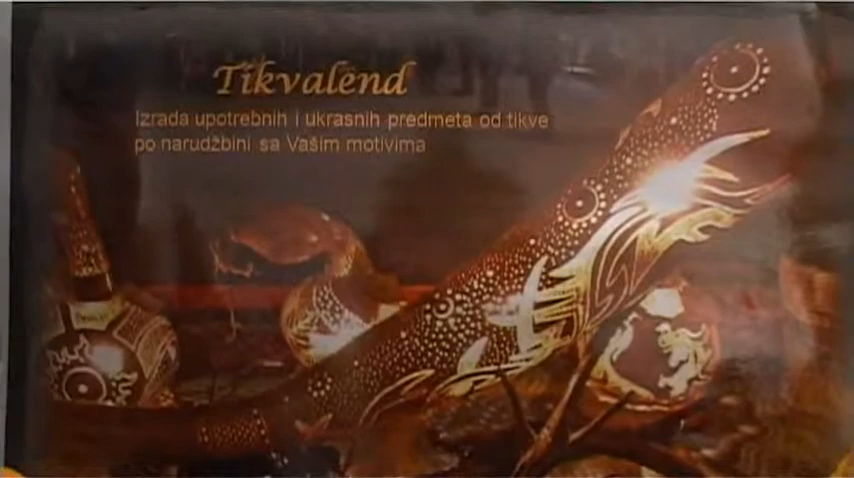 Tikvalend
Izrada upotrebnih i ukrasnih predmeta od tikve
po narudžbini sa Vašim motivima